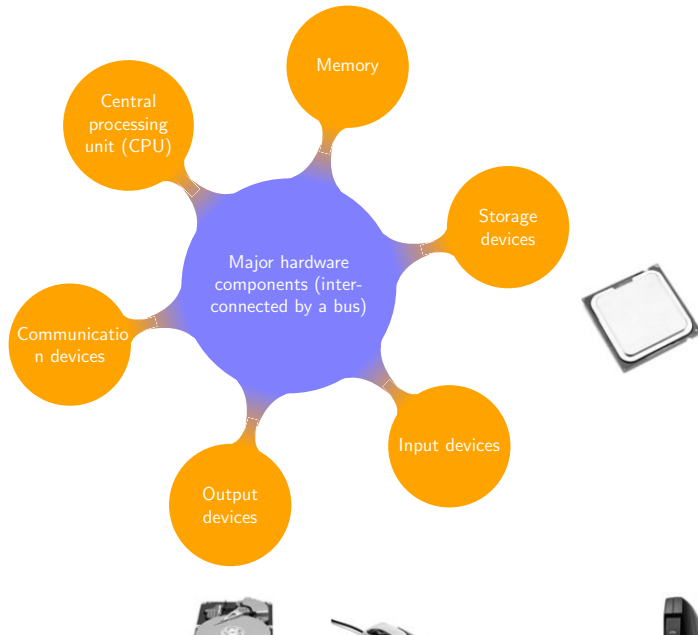 Memory
Central
processing
unit (CPU)
Storage
devices
Major hardware
components (inter-
connected by a bus)
Communicatio
n devices
Input devices
Output
devices